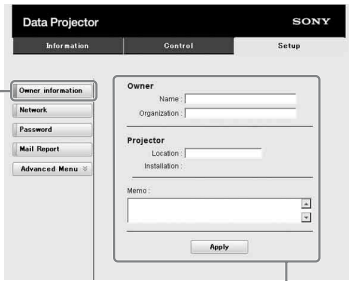 Data Projector
SONY
Information
Control
Setup
Owner information
Network
Password
Mail Report
Advanced Menu
Owner
Name :
Organization :
Projector
Location :
Installation :
Memo :
Apply